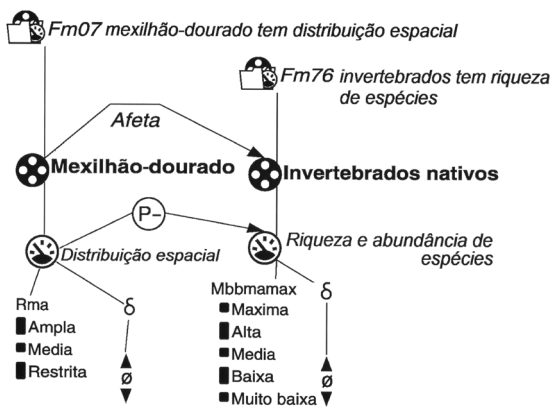 Fm07 mexilhão-dourado tem distribuição espacial
Fm76 invertebrados tem riqueza
de espécies
Afeta
Mexilhão-dourado
Invertebrados nativos
P–
Distribuição espacial
Riqueza e abundância de
espécies
Rma
δ
Ampla
Media
Restrita
ø
Mbbmamax
δ
Maxima
Alta
Media
Baixa
Muito baixa
ø